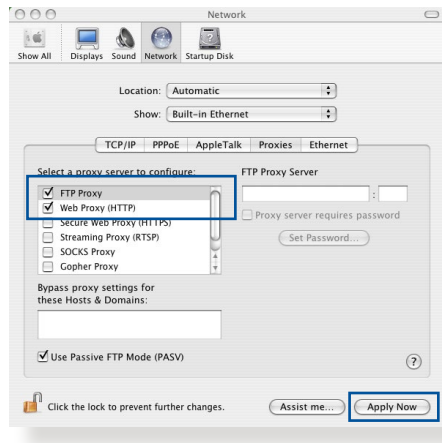 Network
Show All Displays Sound Network Startup Disk
Location: Automatic
Show: Built-in Ethernet
TCP/IP PPPoE AppleTalk Proxies Ethernet
Select a proxy server to configure:
FTP Proxy
Web Proxy (HTTP)
Secure Web Proxy (HTTPS)
Streaming Proxy (RTSP)
SOCKS Proxy
Gopher Proxy
FTP Proxy Server
:
Proxy server requires password
Set Password...
Bypass proxy settings for
these Hosts & Domains:
Use Passive FTP Mode (PASV)
?
Click the lock to prevent further changes.
Assist me... Apply Now